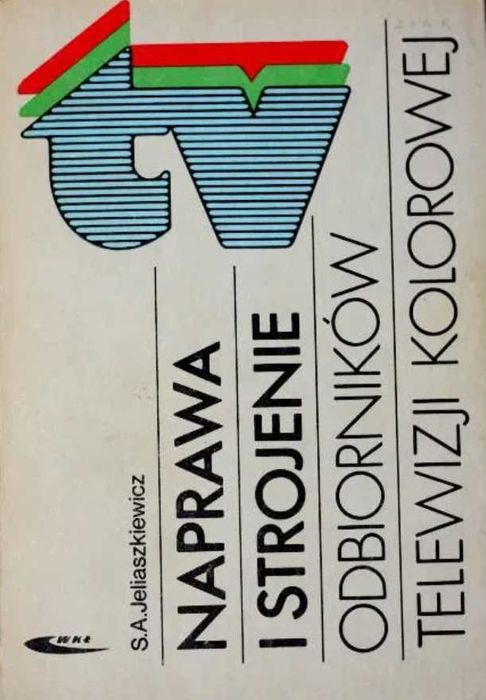 tv
S.A.Jeliaszkiewicz
NAPRAWA
I STROJENIE
ODBIORNIKÓW
TELEWIZJI KOLOROWEJ
WKŁ